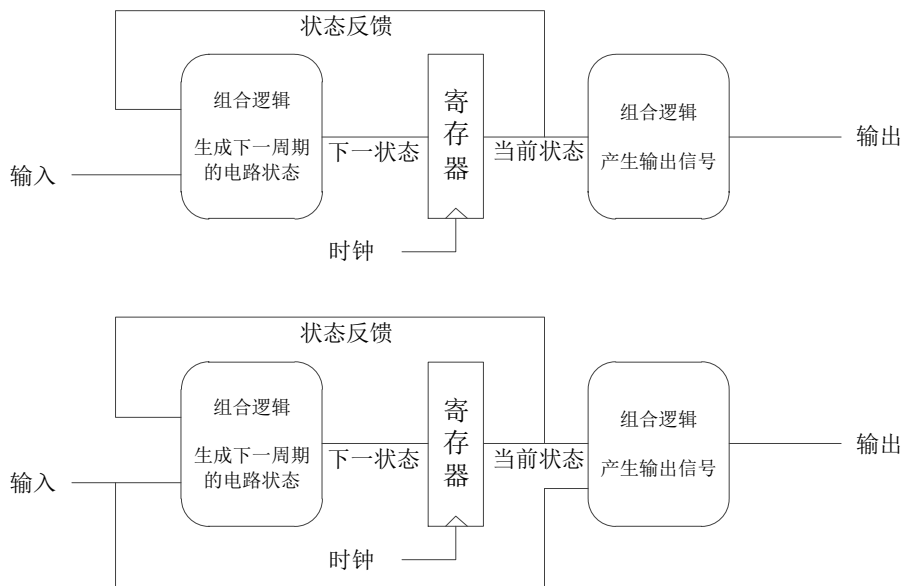 状态反馈
组合逻辑
生成下一周期
的电路状态
下一状态
寄存器
当前状态
组合逻辑
产生输出信号
输出
输入
时钟
状态反馈
组合逻辑
生成下一周期
的电路状态
下一状态
寄存器
当前状态
组合逻辑
产生输出信号
输出
输入
时钟